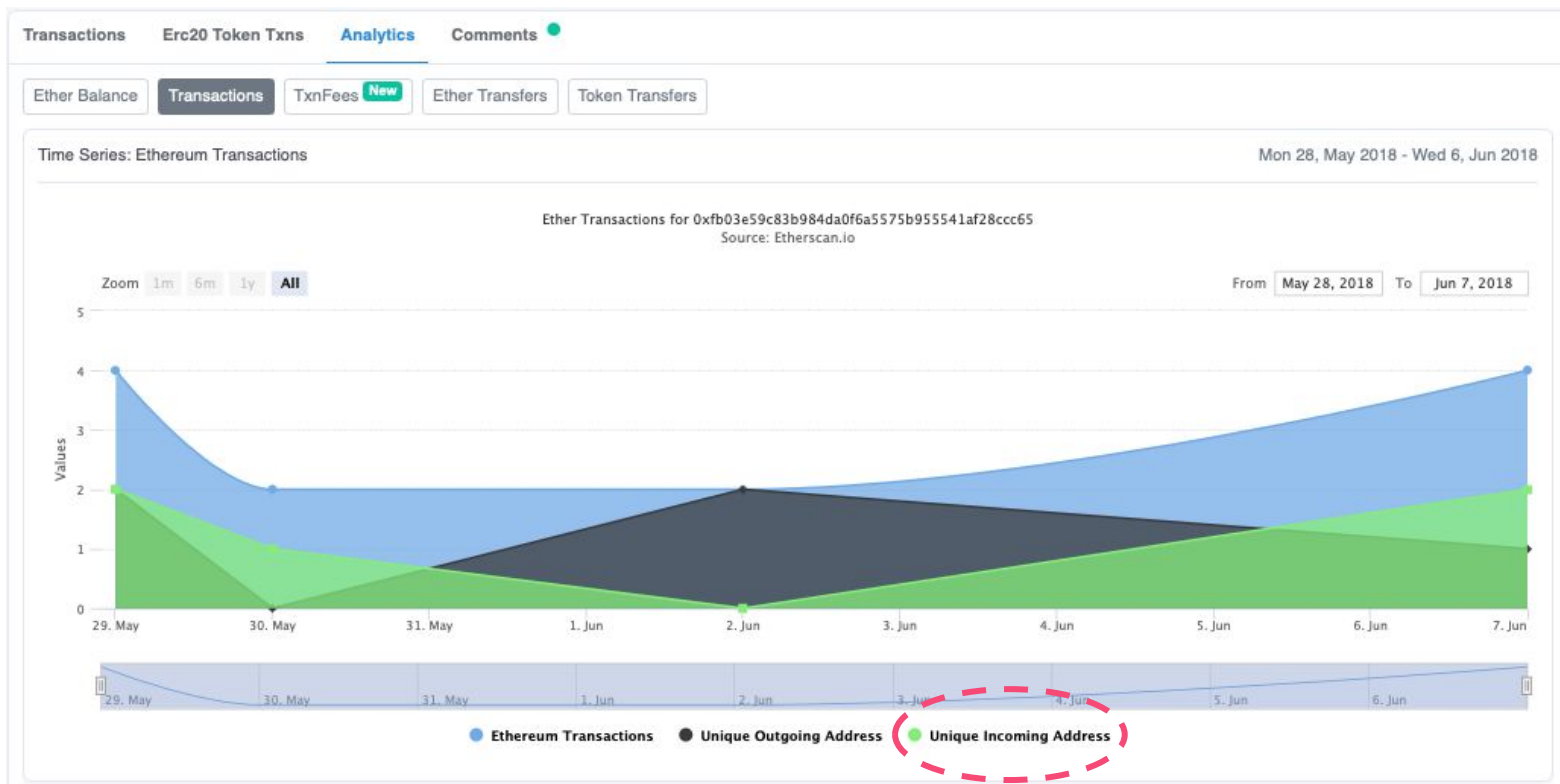 Transactions Erc20 Token Txns Analytics Comments
Ether Balance Transactions TxnFees New Ether Transfers Token Transfers
Time Series: Ethereum Transactions Mon 28, May 2018 - Wed 6, Jun 2018
Ether Transactions for 0xfb03e59c83b984da0f6a5575b955541af28ccc65
Source: Etherscan.io
Zoom 1m 6m 1y All From May 28, 2018 To Jun 7, 2018
5
4
3
2
1
0
Values
29. May 30. May 31. May 1. Jun 2. Jun 3. Jun 4. Jun 5. Jun 6. Jun 7. Jun
29. May 30. May 31. May 1. Jun 2. Jun 3. Jun 4. Jun 5. Jun 6. Jun
Ethereum Transactions Unique Outgoing Address Unique Incoming Address